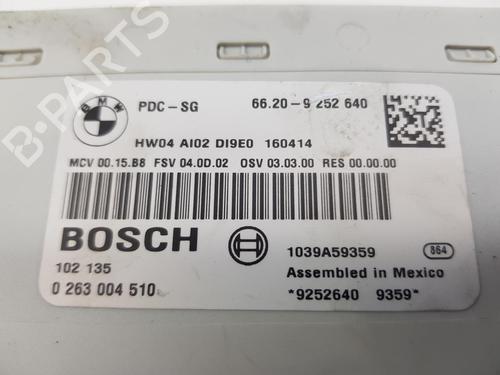 BMW
PDC-SG 66.20-9 252 640
HW04 AI02 DI9E0 160414
MCV 00.15.B8 FSV 04.0D.02 OSV 03.03.00 RES 00.00.00
BOSCH
1039A59359 864
102 135 Assembled in Mexico
0 263 004 510 *9252640 9359*